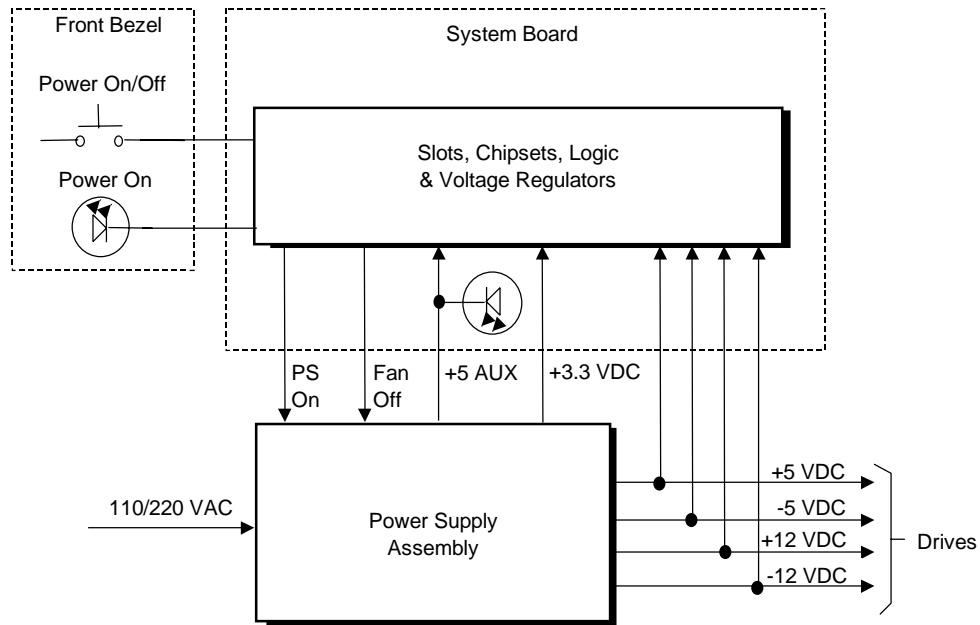 Front Bezel
System Board
Power On/Off
Slots, Chipsets, Logic
& Voltage Regulators
Power On
PS
On
Fan
Off
+5 AUX
+3.3 VDC
110/220 VAC
Power Supply
Assembly
+5 VDC
-5 VDC
+12 VDC
-12 VDC
Drives